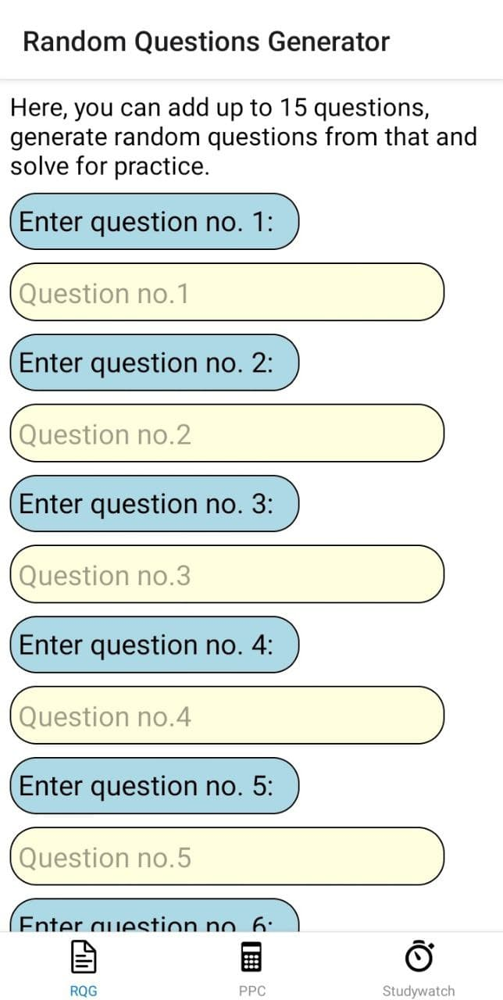 Random Questions Generator
Here, you can add up to 15 questions,
generate random questions from that and
solve for practice.
Enter question no. 1:
Question no.1
Enter question no. 2:
Question no.2
Enter question no. 3:
Question no.3
Enter question no. 4:
Question no.4
Enter question no. 5:
Question no.5
Enter question no. 6:
RQG
PPC
Studywatch